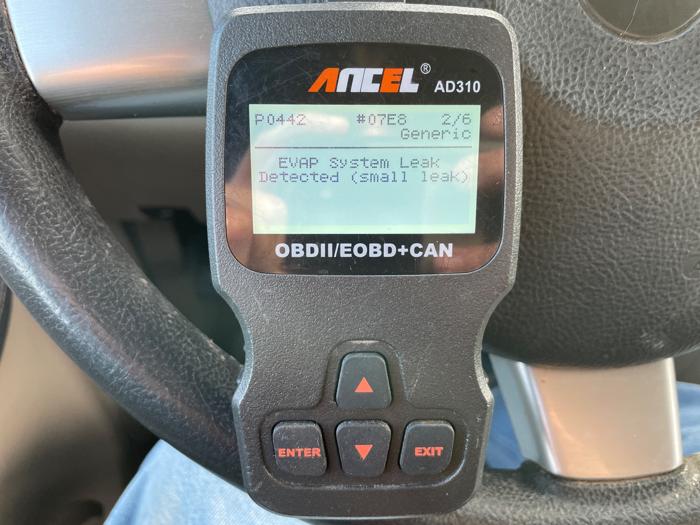 ANCEL® AD310
P0442 #07E8 2/6
Generic
EVAP System Leak
Detected (small leak)
OBDII/EOBD+CAN
ENTER EXIT